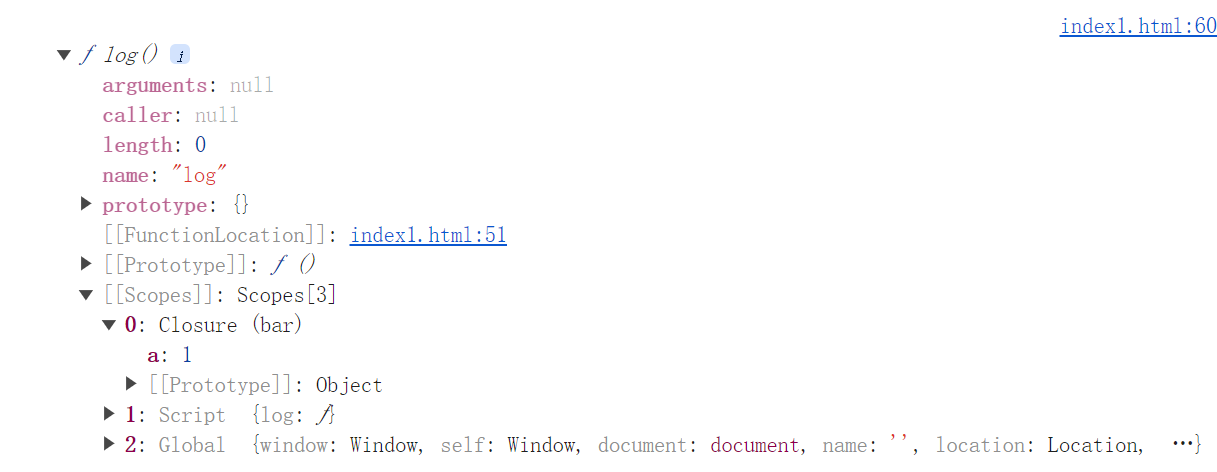 index1.html:60
▼ ƒ log() i
arguments: null
caller: null
length: 0
name: "log"
▶ prototype: {}
[[FunctionLocation]]: index1.html:51
▶ [[Prototype]]: ƒ ()
▼ [[Scopes]]: Scopes[3]
▼ 0: Closure (bar)
a: 1
▶ [[Prototype]]: Object
▶ 1: Script {log: ƒ}
▶ 2: Global {window: Window, self: Window, document: document, name: '', location: Location, …}